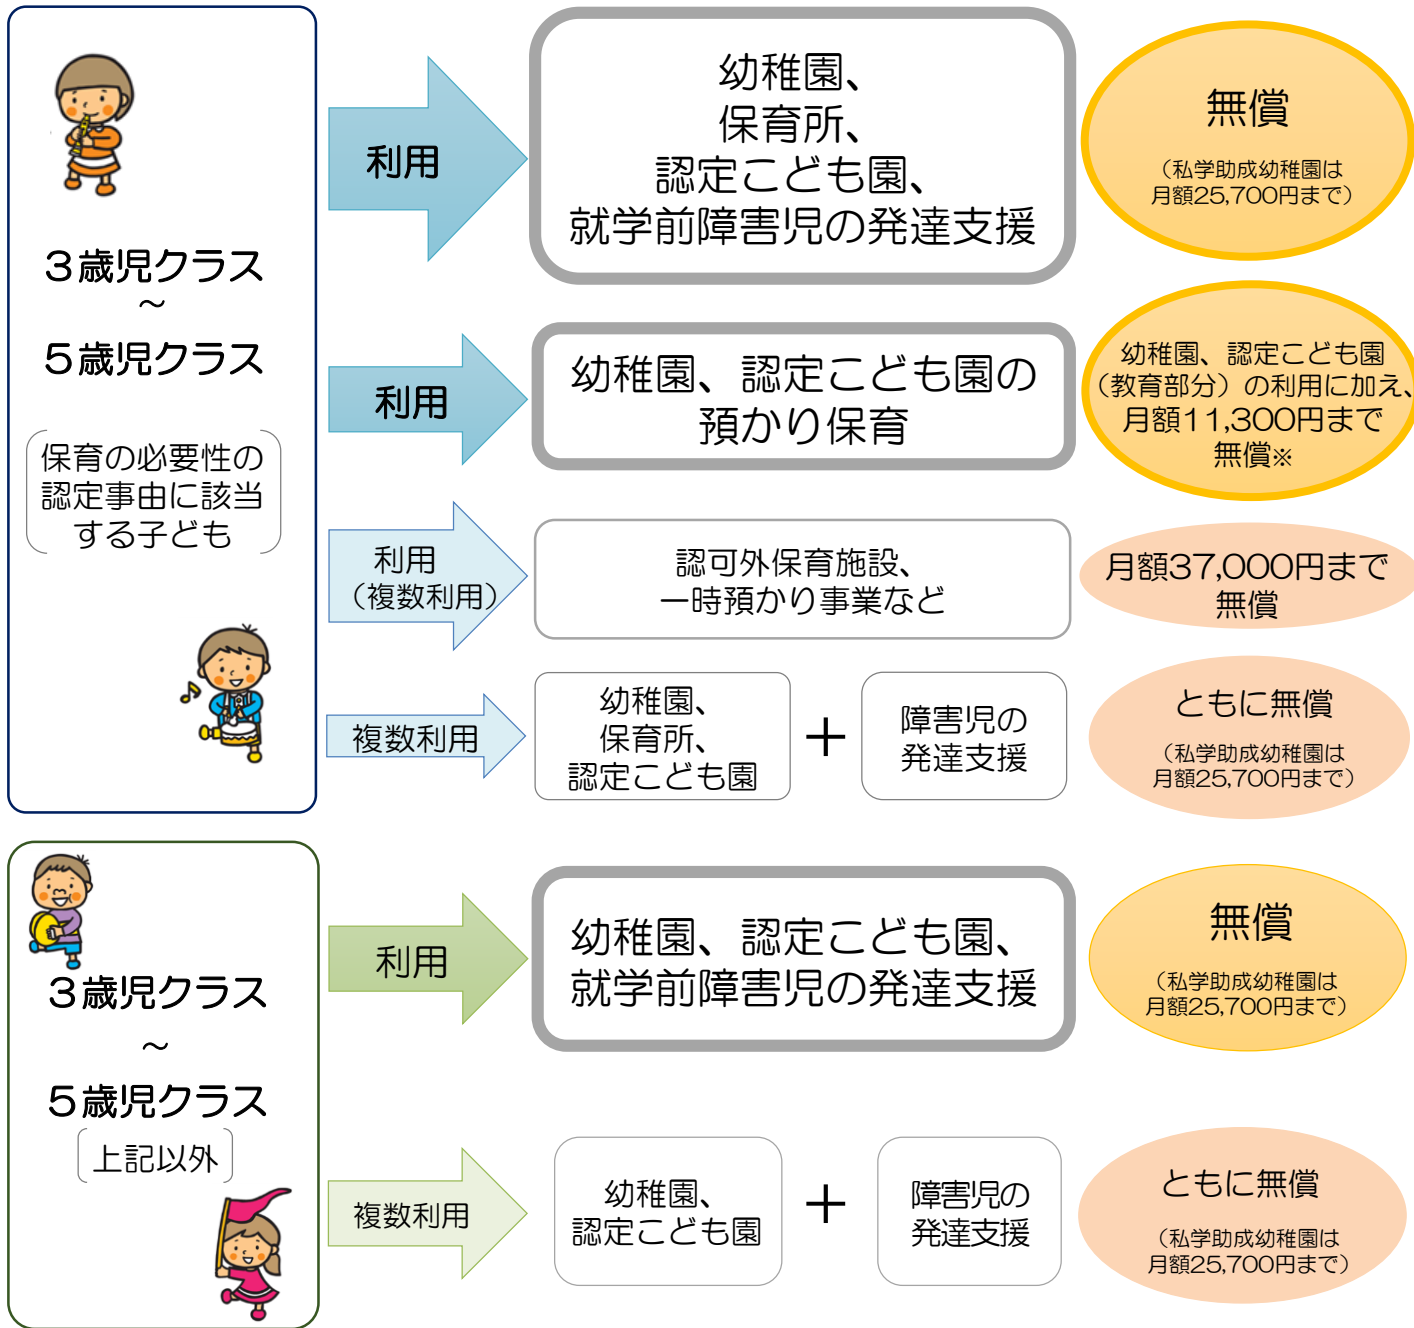 ３歳児クラス
～
５歳児クラス
保育の必要性の
認定事由に該当
する子ども
利用
幼稚園、
保育所、
認定こども園、
就学前障害児の発達支援
無償
（私学助成幼稚園は
月額25,700円まで）
利用
幼稚園、認定こども園の
預かり保育
幼稚園、認定こども園
（教育部分）の利用に加え、
月額11,300円まで
無償※
利用
（複数利用）
認可外保育施設、
一時預かり事業など
月額37,000円まで
無償
複数利用
幼稚園、
保育所、
認定こども園
＋
障害児の
発達支援
ともに無償
（私学助成幼稚園は
月額25,700円まで）
３歳児クラス
～
５歳児クラス
上記以外
利用
幼稚園、認定こども園、
就学前障害児の発達支援
無償
（私学助成幼稚園は
月額25,700円まで）
複数利用
幼稚園、
認定こども園
＋
障害児の
発達支援
ともに無償
（私学助成幼稚園は
月額25,700円まで）